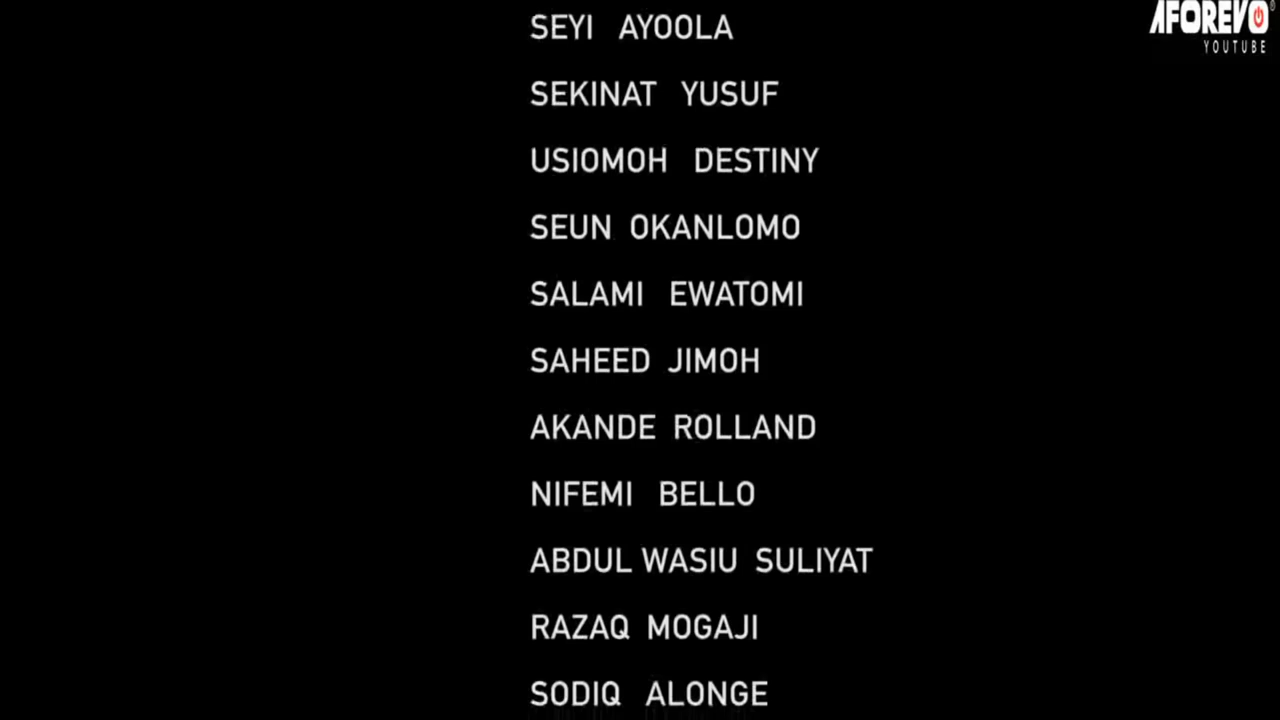 AFOREVO
YOUTUBE
SEYI AYOOLA
SEKINAT YUSUF
USIOMOH DESTINY
SEUN OKANLOMO
SALAMI EWATOMI
SAHEED JIMOH
AKANDE ROLLAND
NIFEMI BELLO
ABDUL WASIU SULIYAT
RAZAQ MOGAJI
SODIQ ALONGE